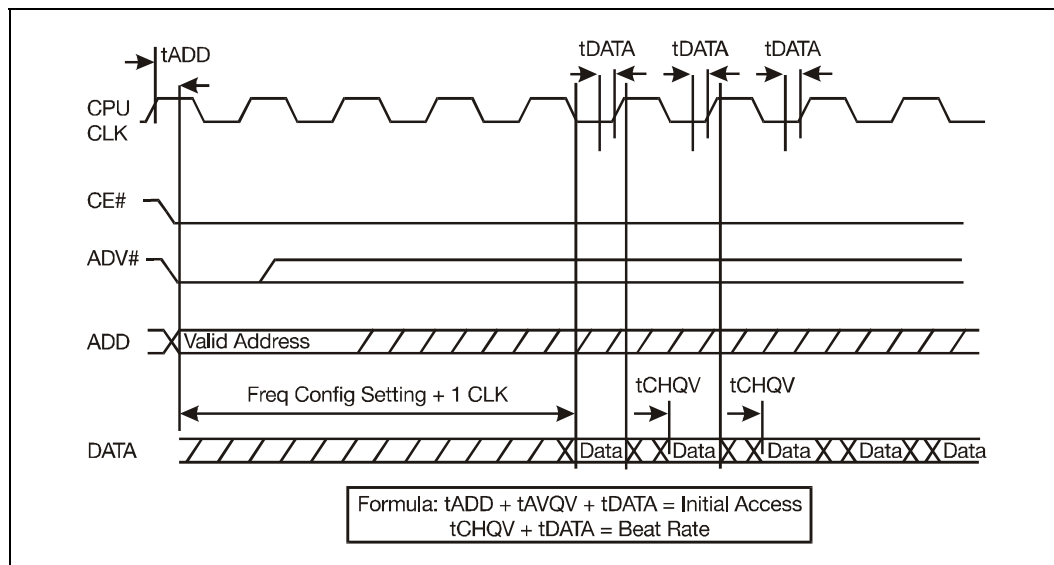 tADD
tDATA
tDATA
tDATA
CPU
CLK
CE#
ADV#
ADD
Valid Address
Freq Config Setting + 1 CLK
tCHQV
tCHQV
DATA
Data
Data
Data
Data
Data
Formula: tADD + tAVQV + tDATA = Initial Access
tCHQV + tDATA = Beat Rate